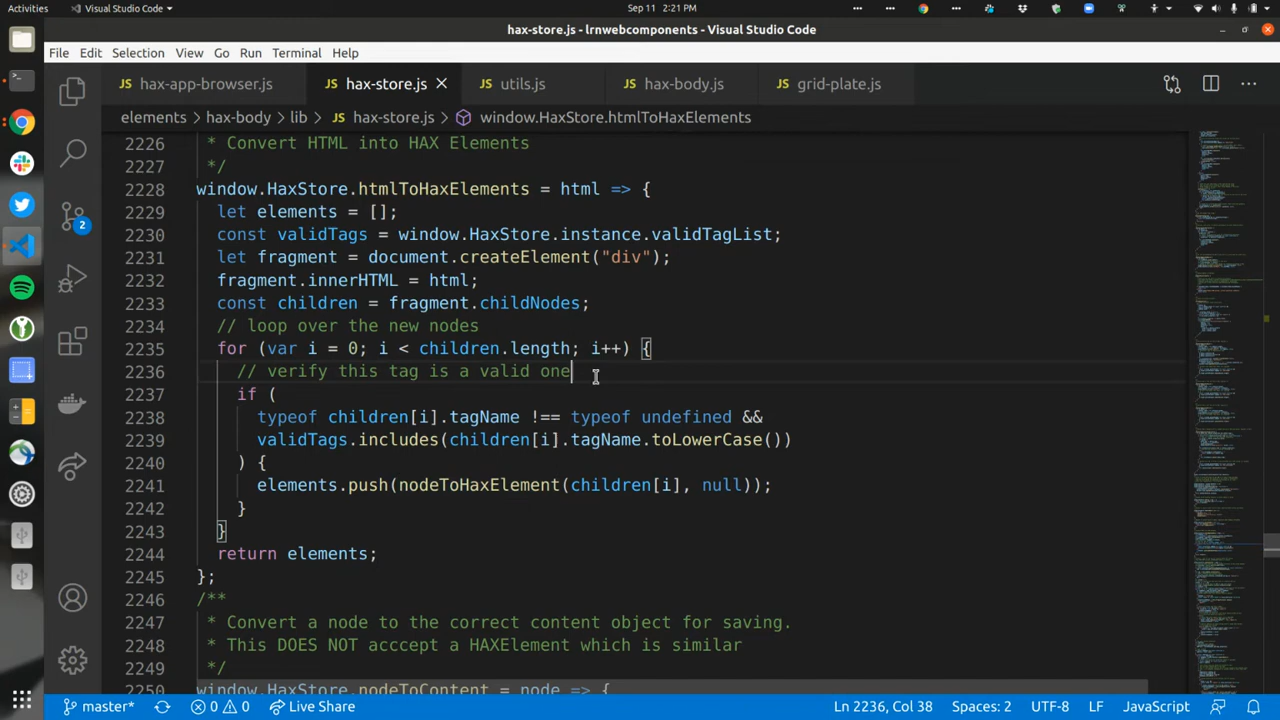 Activities
Visual Studio Code
Sep 11 2:21 PM
hax-store.js - lrnwebcomponents - Visual Studio Code
File Edit Selection View Go Run Terminal Help
JS hax-app-browser.js JS hax-store.js JS utils.js JS hax-body.js JS grid-plate.js
elements > hax-body > lib > JS hax-store.js > window.HaxStore.htmlToHaxElements
2226 * Convert HTML into HAX Elements
2227 */
2228 window.HaxStore.htmlToHaxElements = html => {
2229 let elements = [];
2230 const validTags = window.HaxStore.instance.validTagList;
2231 let fragment = document.createElement("div");
2232 fragment.innerHTML = html;
2233 const children = fragment.childNodes;
2234 // loop over the new nodes
2235 for (var i = 0; i < children.length; i++) {
2236 // verify this tag is a valid one
2237 if (
2238 typeof children[i].tagName !== typeof undefined &&
2239 validTags.includes(children[i].tagName.toLowerCase())
2240 ) {
2241 elements.push(nodeToHaxElement(children[i], null));
2242 }
2243 }
2244 return elements;
2245 };
2246 /**
2247 * Convert a node to the correct content object for saving.
2248 * This DOES NOT acccept a HAXElement which is similar
2249 */
2250 window.HaxStore.nodeToContent = node => {
2
master* 0 0 Live Share Ln 2236, Col 38 Spaces: 2 UTF-8 LF JavaScript